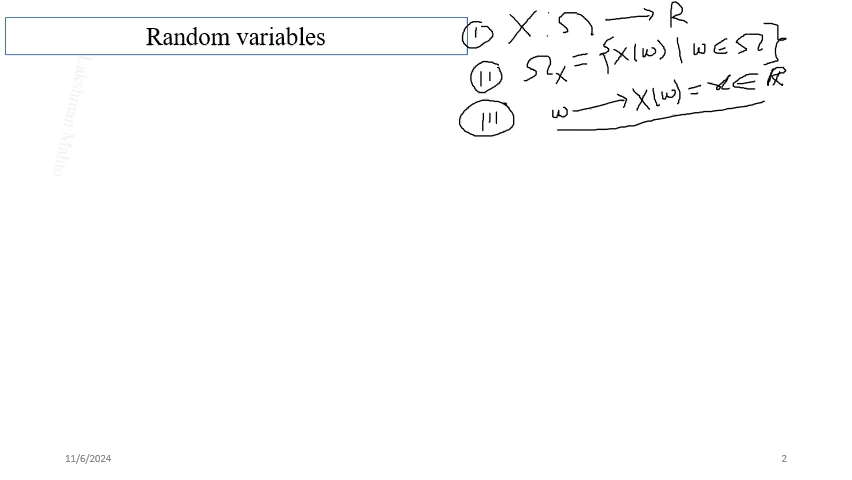 Random variables
(I) X : Ω → R
(II) Ω_X = {X(ω) | ω ∈ Ω}
(III) ω → X(ω) = x ∈ ℝ
Lakshman Mahto
11/6/2024
2